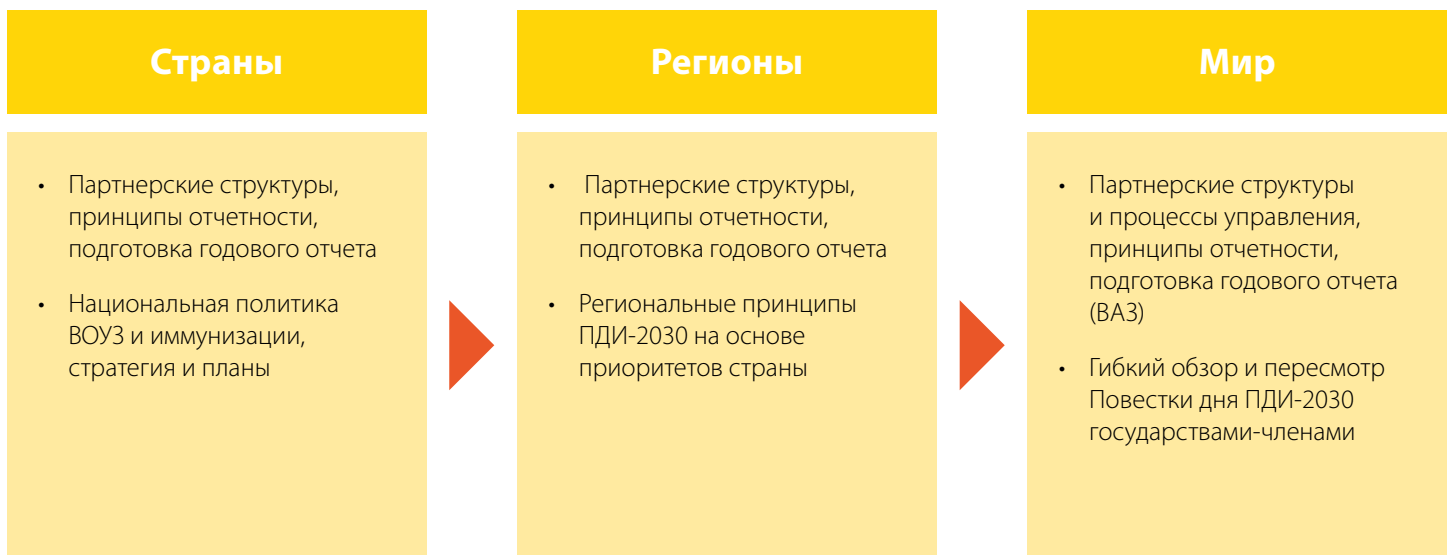 Страны
• Партнерские структуры,
принципы отчетности,
подготовка годового отчета
• Национальная политика
ВОУЗ и иммунизации,
стратегия и планы
Регионы
• Партнерские структуры,
принципы отчетности,
подготовка годового отчета
• Региональные принципы
ПДИ-2030 на основе
приоритетов страны
Мир
• Партнерские структуры
и процессы управления,
принципы отчетности,
подготовка годового отчета
(ВАЗ)
• Гибкий обзор и пересмотр
Повестки дня ПДИ-2030
государствами-членами